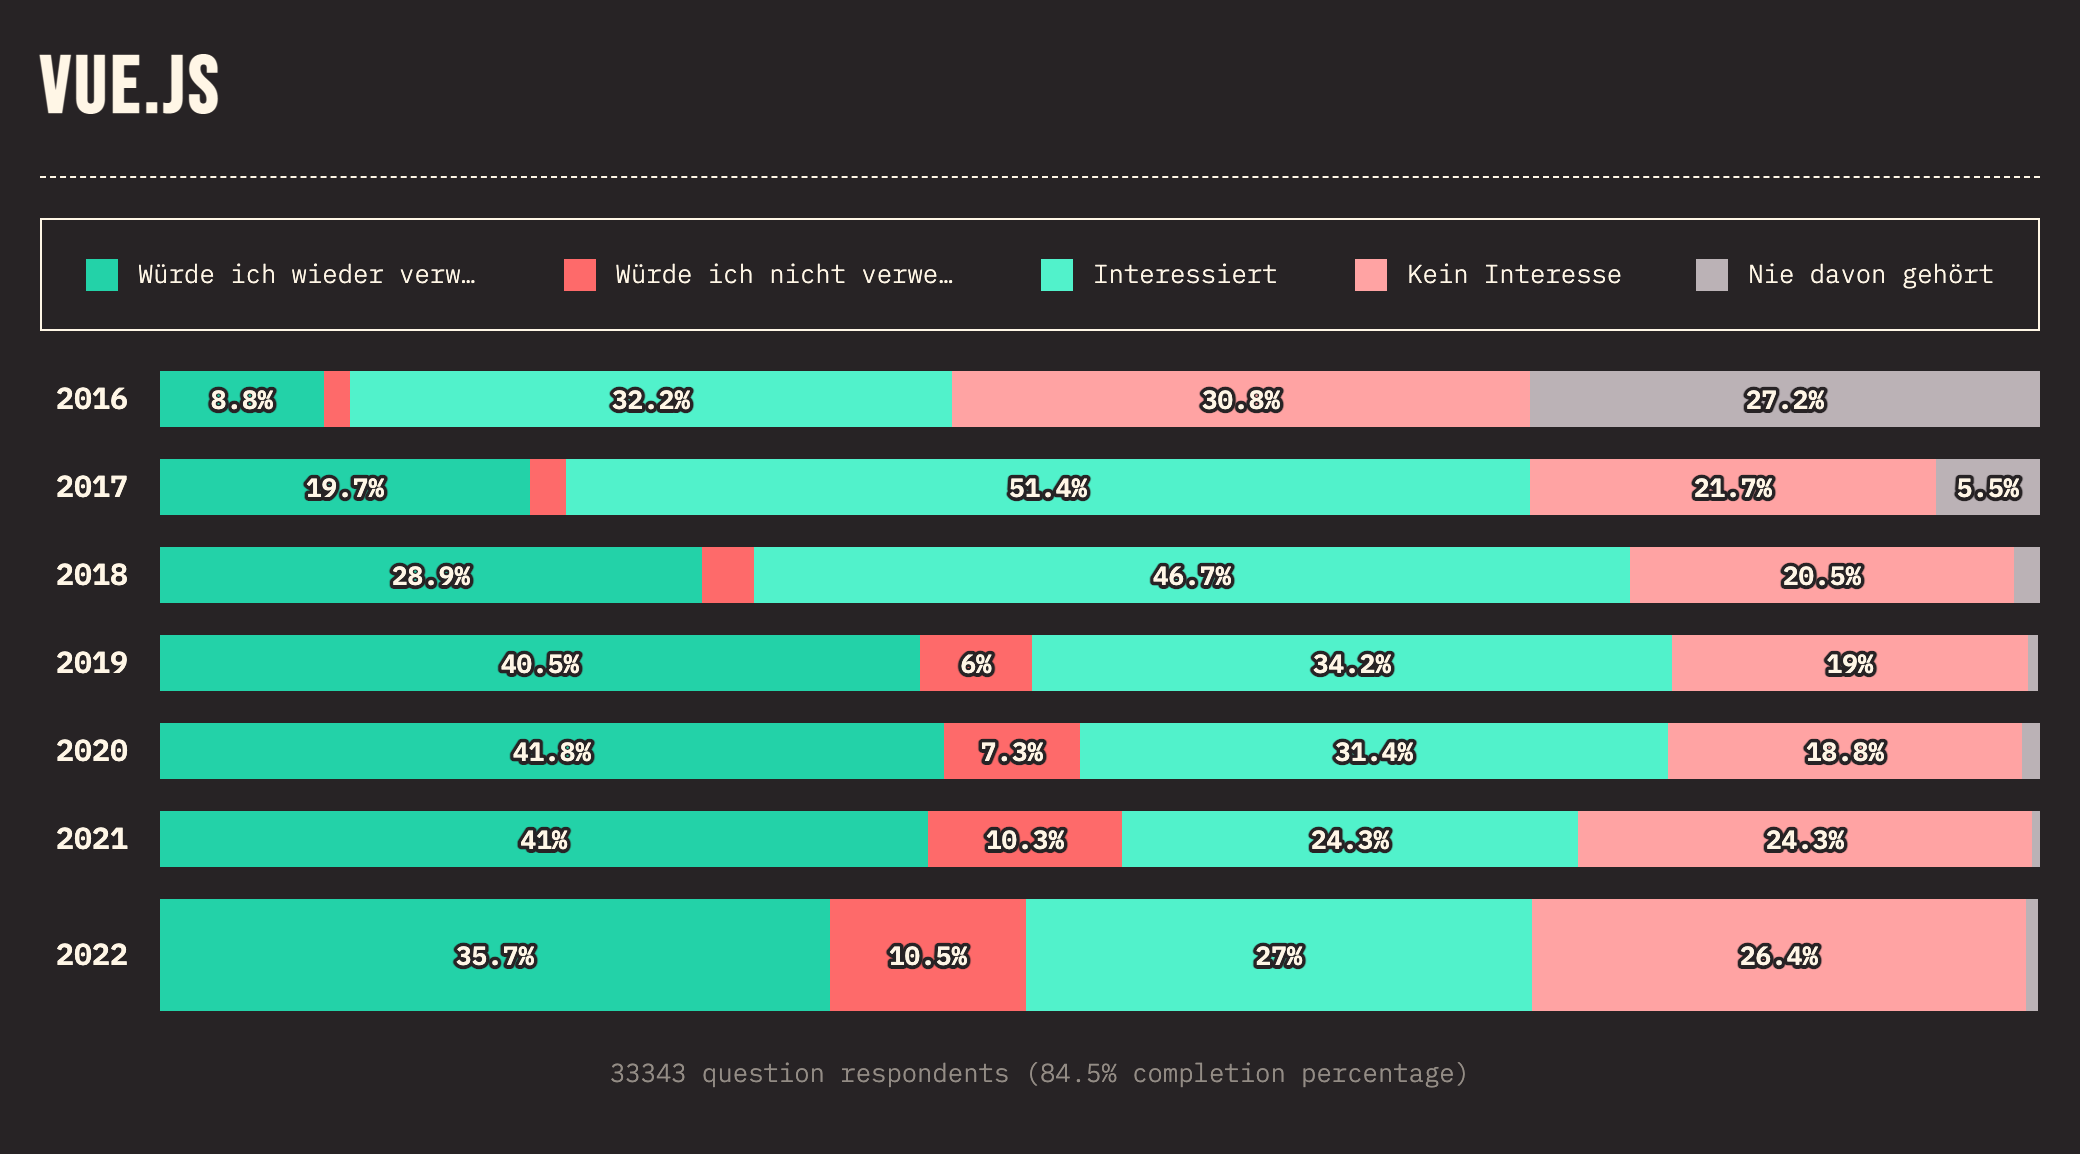 VUE.JS
Würde ich wieder verw… Würde ich nicht verwe… Interessiert Kein Interesse Nie davon gehört
2016 8.8% 32.2% 30.8% 27.2%
2017 19.7% 51.4% 21.7% 5.5%
2018 28.9% 46.7% 20.5%
2019 40.5% 6% 34.2% 19%
2020 41.8% 7.3% 31.4% 18.8%
2021 41% 10.3% 24.3% 24.3%
2022 35.7% 10.5% 27% 26.4%
33343 question respondents (84.5% completion percentage)